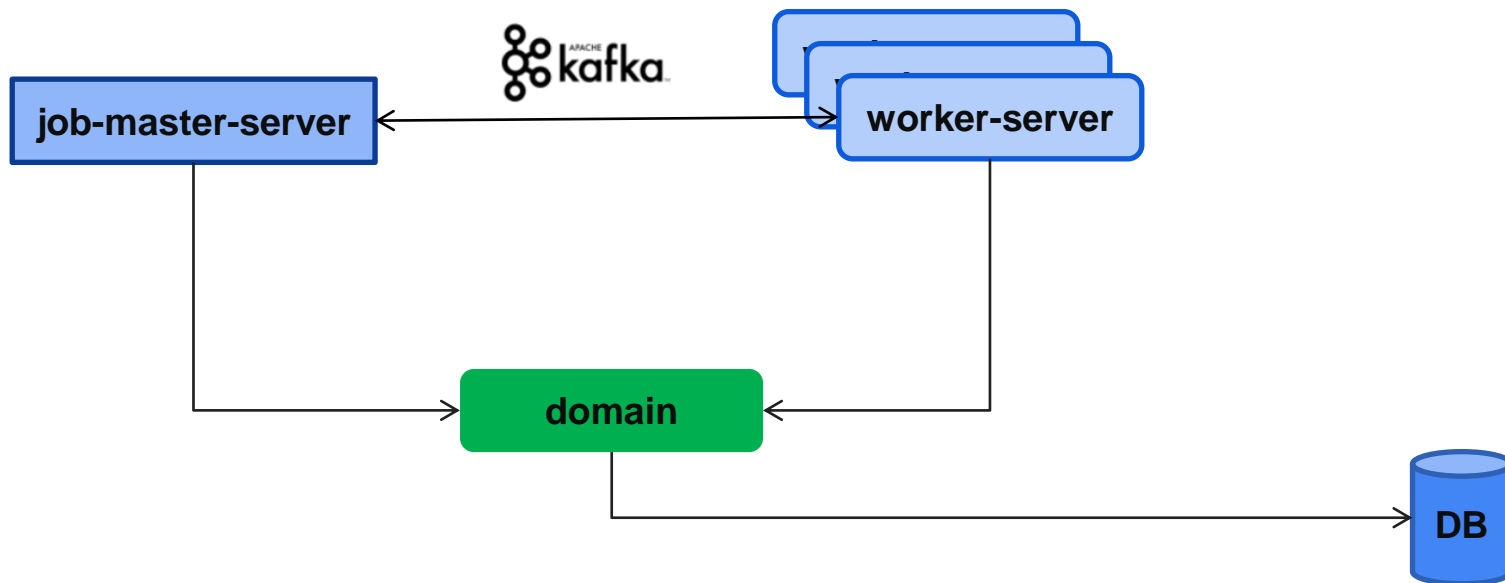 APACHE
kafka
job-master-server
worker-server
domain
DB